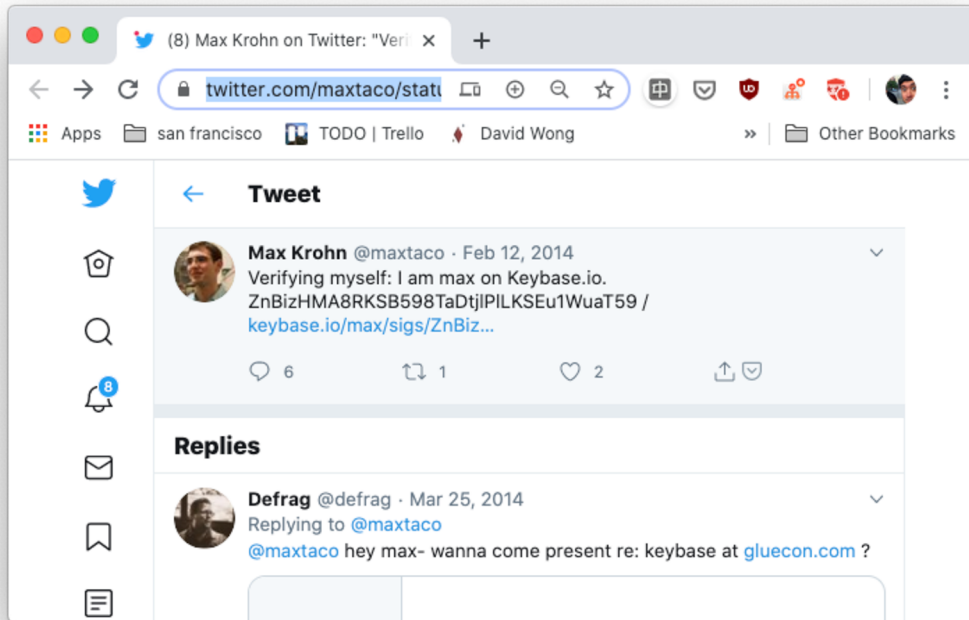 (8) Max Krohn on Twitter: "Veri
twitter.com/maxtaco/statu
Apps
san francisco
TODO | Trello
David Wong
»
Other Bookmarks
Tweet
Max Krohn @maxtaco · Feb 12, 2014
Verifying myself: I am max on Keybase.io.
ZnBizHMA8RKSB598TaDtjlPlLKSEu1WuaT59 /
keybase.io/max/sigs/ZnBiz...
6
1
2
8
Replies
Defrag @defrag · Mar 25, 2014
Replying to @maxtaco
@maxtaco hey max- wanna come present re: keybase at gluecon.com ?